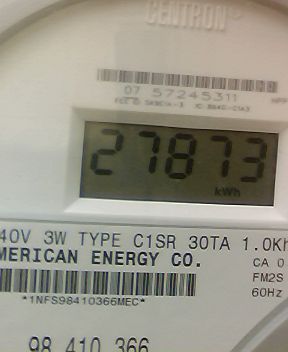 CENTRON
07 57245311
27873
kWh
40V 3W TYPE C1SR 30TA 1.0Kh
MERICAN ENERGY CO.
CA 0
FM2S
60Hz
*1NFS98410366MEC*
98 410 366